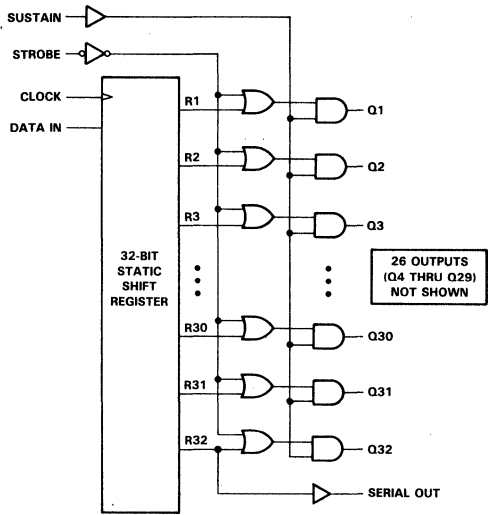 SUSTAIN
STROBE
CLOCK
DATA IN
R1
Q1
R2
Q2
R3
Q3
32-BIT
STATIC
SHIFT
REGISTER
26 OUTPUTS
(Q4 THRU Q29)
NOT SHOWN
R30
Q30
R31
Q31
R32
Q32
SERIAL OUT